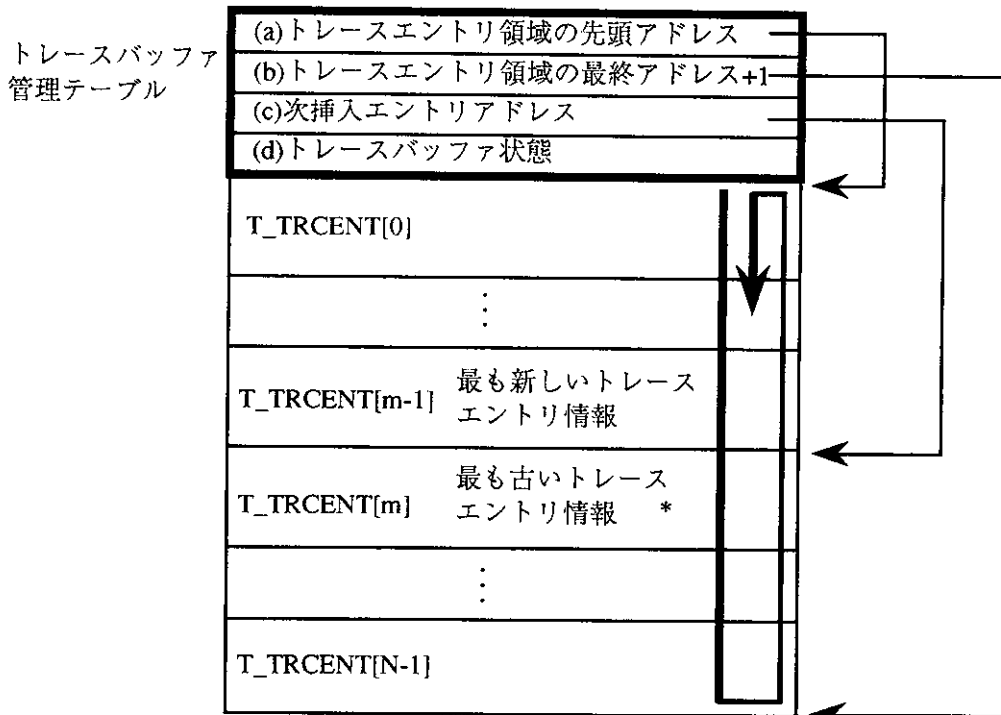 トレースバッファ
管理テーブル
(a)トレースエントリ領域の先頭アドレス
(b)トレースエントリ領域の最終アドレス+1
(c)次挿入エントリアドレス
(d)トレースバッファ状態
T_TRCENT[0]
⋮
T_TRCENT[m-1] 最も新しいトレース
エントリ情報
T_TRCENT[m] 最も古いトレース
エントリ情報 *
⋮
T_TRCENT[N-1]